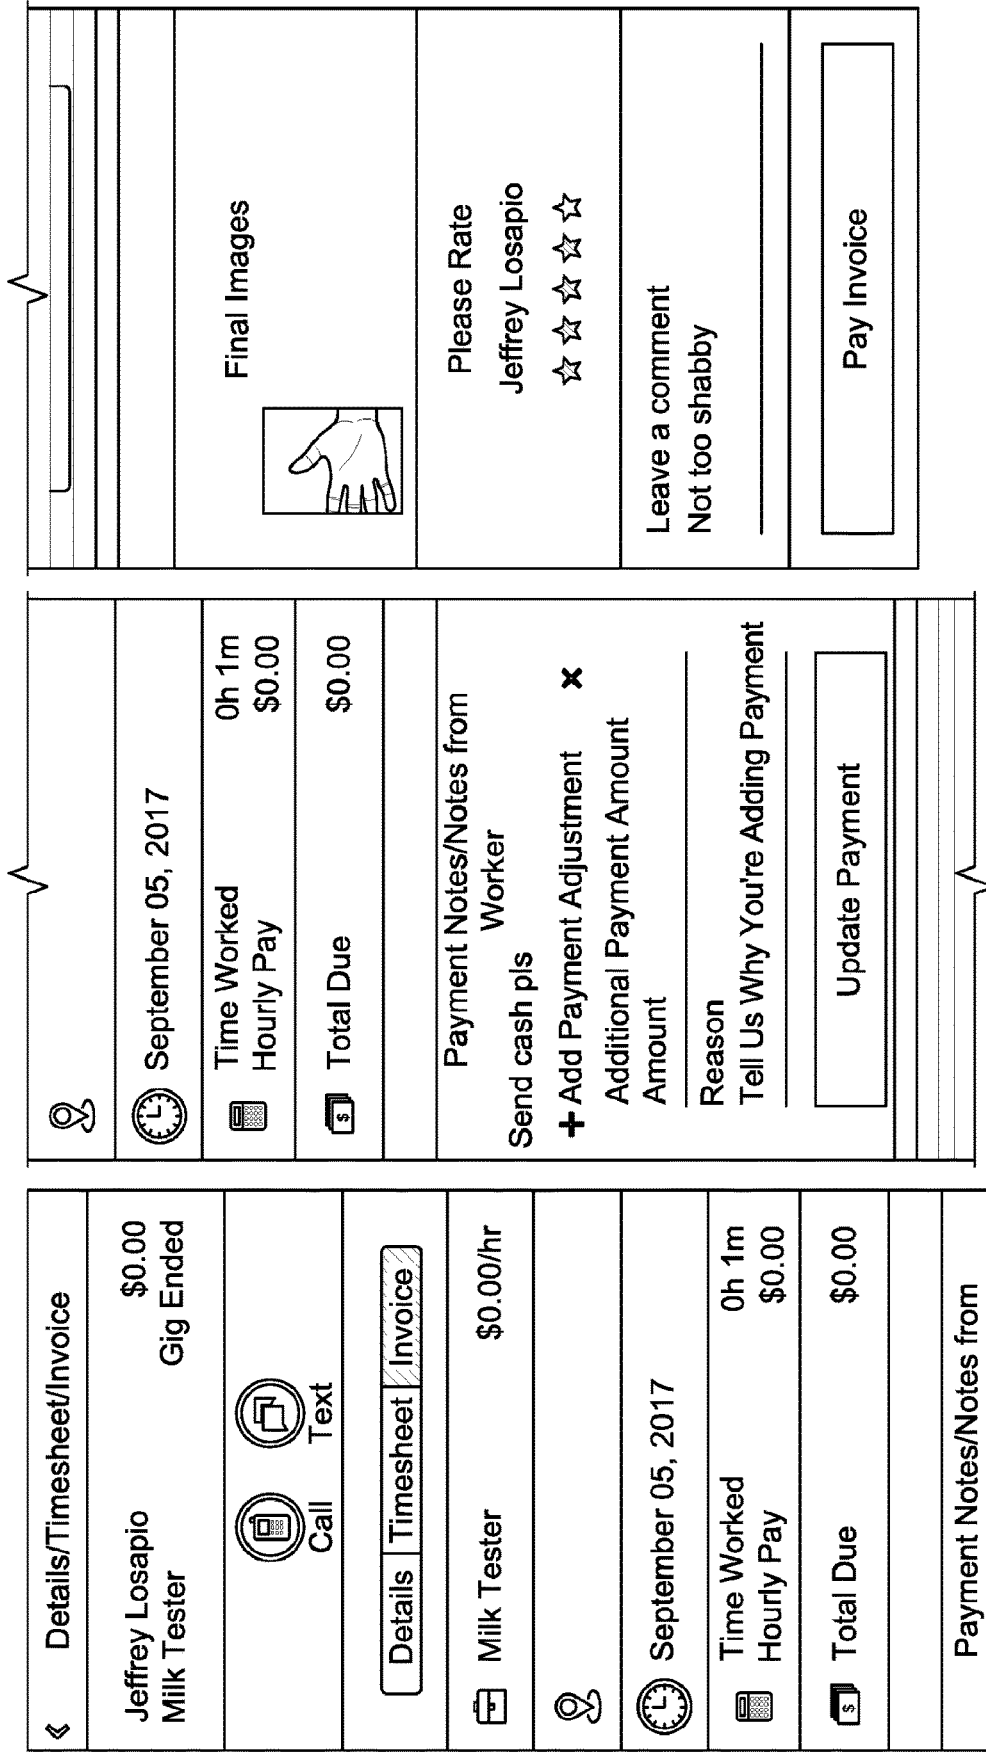 Details/Timesheet/Invoice
Jeffrey Losapio $0.00
Milk Tester Gig Ended
Call Text
Details Timesheet Invoice
Milk Tester $0.00/hr
September 05, 2017
Time Worked 0h 1m
Hourly Pay $0.00
Total Due $0.00
Payment Notes/Notes from
September 05, 2017
Time Worked 0h 1m
Hourly Pay $0.00
Total Due $0.00
Payment Notes/Notes from
Worker
Send cash pls
+ Add Payment Adjustment x
Additional Payment Amount
Amount
Reason
Tell Us Why You're Adding Payment
Update Payment
Final Images
Please Rate
Jeffrey Losapio
Leave a comment
Not too shabby
Pay Invoice